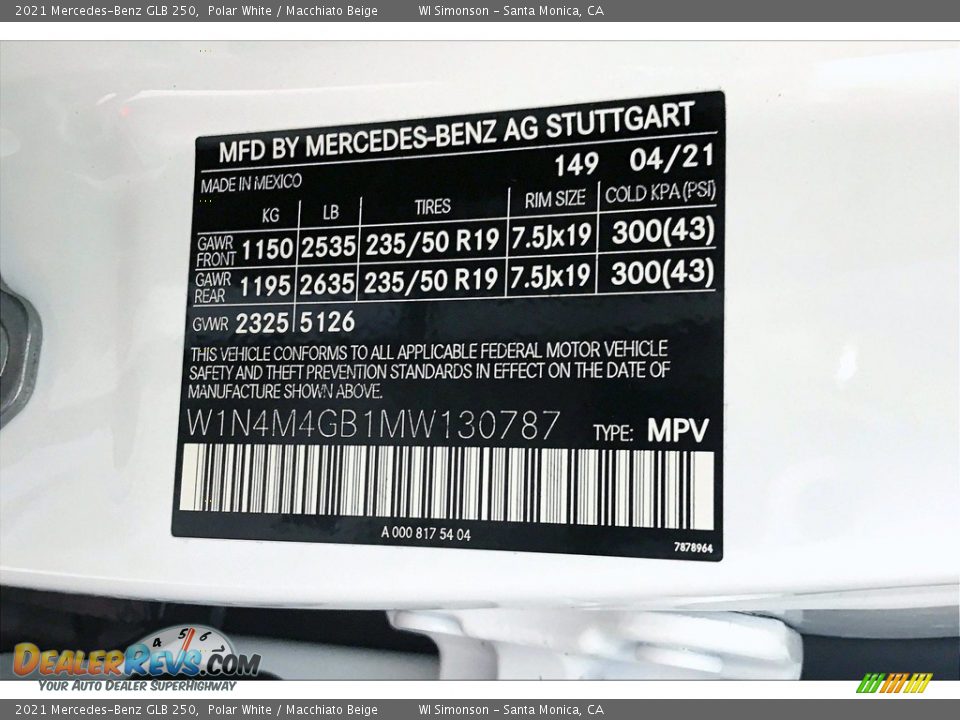 2021 Mercedes-Benz GLB 250, Polar White / Macchiato Beige WI Simonson - Santa Monica, CA
MFD BY MERCEDES-BENZ AG STUTTGART
149 04/21
MADE IN MEXICO
KG LB TIRES RIM SIZE COLD KPA (PSI)
GAWR FRONT 1150 2535 235/50 R19 7.5Jx19 300(43)
GAWR REAR 1195 2635 235/50 R19 7.5Jx19 300(43)
GVWR 2325 5126
THIS VEHICLE CONFORMS TO ALL APPLICABLE FEDERAL MOTOR VEHICLE
SAFETY AND THEFT PREVENTION STANDARDS IN EFFECT ON THE DATE OF
MANUFACTURE SHOWN ABOVE.
W1N4M4GB1MW130787 TYPE: MPV
A 000 817 54 04
7878964
4 5 6
DEALERREVS.COM
YOUR AUTO DEALER SUPERHIGHWAY
2021 Mercedes-Benz GLB 250, Polar White / Macchiato Beige WI Simonson - Santa Monica, CA